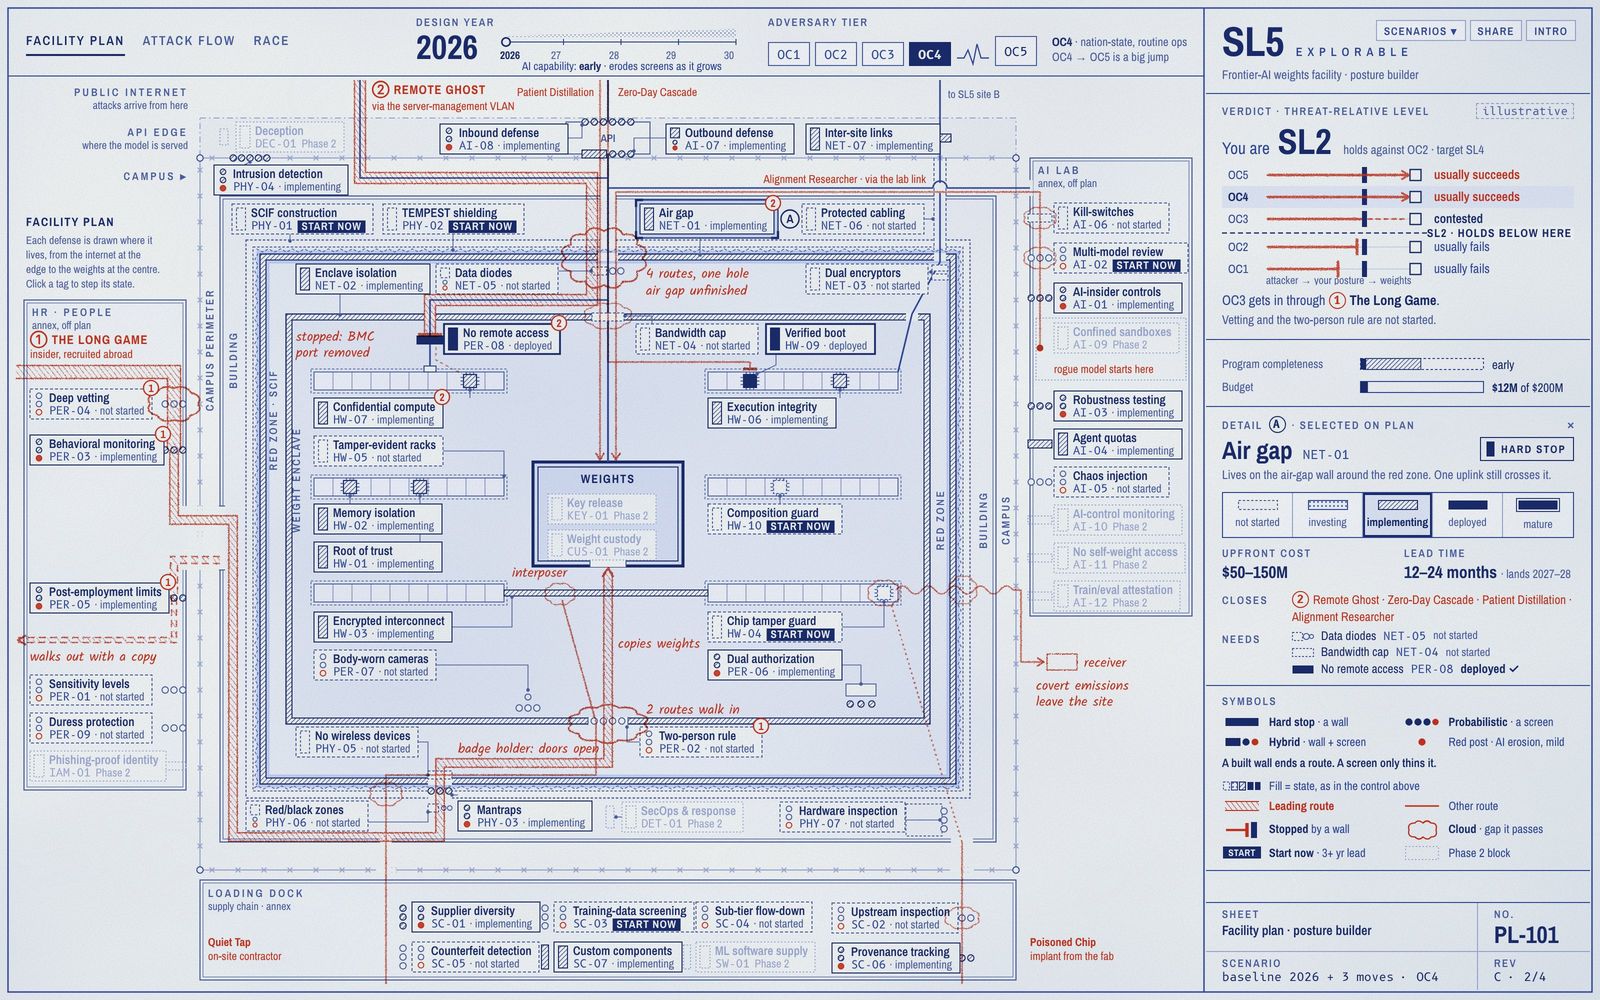 FACILITY PLAN
ATTACK FLOW
RACE
DESIGN YEAR
2026
2026 27 28 29 30
AI capability: early · erodes screens as it grows
ADVERSARY TIER
OC1 OC2 OC3 OC4 OC5
OC4 · nation-state, routine ops
OC4 → OC5 is a big jump
SL5 EXPLORABLE
SCENARIOS ▾
SHARE
INTRO
Frontier-AI weights facility · posture builder
PUBLIC INTERNET
attacks arrive from here
API EDGE
where the model is served
CAMPUS ▸
2 REMOTE GHOST
via the server-management VLAN
Patient Distillation
Zero-Day Cascade
to SL5 site B
Deception
DEC-01 Phase 2
Inbound defense
AI-08 · implementing
API
Outbound defense
AI-07 · implementing
Inter-site links
NET-07 · implementing
Intrusion detection
PHY-04 · implementing
Alignment Researcher · via the lab link
FACILITY PLAN
Each defense is drawn where it
lives, from the internet at the
edge to the weights at the centre.
Click a tag to step its state.
SCIF construction
PHY-01 START NOW
TEMPEST shielding
PHY-02 START NOW
Air gap
NET-01 · implementing
2
A
Protected cabling
NET-06 · not started
Enclave isolation
NET-02 · implementing
Data diodes
NET-05 · not started
4 routes, one hole
air gap unfinished
Dual encryptors
NET-03 · not started
stopped: BMC
port removed
No remote access
PER-08 · deployed
2
Bandwidth cap
NET-04 · not started
Verified boot
HW-09 · deployed
Confidential compute
HW-07 · implementing
2
Execution integrity
HW-06 · implementing
Tamper-evident racks
HW-05 · not started
WEIGHTS
Key release
KEY-01 Phase 2
Weight custody
CUS-01 Phase 2
Memory isolation
HW-02 · implementing
Root of trust
HW-01 · implementing
Composition guard
HW-10 START NOW
interposer
Encrypted interconnect
HW-03 · implementing
Chip tamper guard
HW-04 START NOW
copies weights
Body-worn cameras
PER-07 · not started
Dual authorization
PER-06 · implementing
2 routes walk in
No wireless devices
PHY-05 · not started
Two-person rule
PER-02 · not started
1
badge holder: doors open
Red/black zones
PHY-06 · not started
Mantraps
PHY-03 · implementing
SecOps & response
DET-01 Phase 2
Hardware inspection
PHY-07 · not started
CAMPUS PERIMETER
BUILDING
RED ZONE · SCIF
WEIGHT ENCLAVE
RED ZONE
BUILDING
CAMPUS
HR · PEOPLE
annex, off plan
1 THE LONG GAME
insider, recruited abroad
Deep vetting
PER-04 · not started
1
Behavioral monitoring
PER-03 · implementing
1
Post-employment limits
PER-05 · implementing
1
walks out with a copy
Sensitivity levels
PER-01 · not started
Duress protection
PER-09 · not started
Phishing-proof identity
IAM-01 Phase 2
AI LAB
annex, off plan
Kill-switches
AI-06 · not started
Multi-model review
AI-02 START NOW
AI-insider controls
AI-01 · implementing
Confined sandboxes
AI-09 Phase 2
rogue model starts here
Robustness testing
AI-03 · implementing
Agent quotas
AI-04 · implementing
Chaos injection
AI-05 · not started
AI-control monitoring
AI-10 Phase 2
No self-weight access
AI-11 Phase 2
Train/eval attestation
AI-12 Phase 2
receiver
covert emissions
leave the site
LOADING DOCK
supply chain · annex
Quiet Tap
on-site contractor
Supplier diversity
SC-01 · implementing
Training-data screening
SC-03 START NOW
Sub-tier flow-down
SC-04 · not started
Upstream inspection
SC-02 · not started
Counterfeit detection
SC-05 · not started
Custom components
SC-07 · implementing
ML software supply
SW-01 Phase 2
Provenance tracking
SC-06 · implementing
Poisoned Chip
implant from the fab
VERDICT · THREAT-RELATIVE LEVEL
illustrative
You are SL2 holds against OC2 · target SL4
OC5 usually succeeds
OC4 usually succeeds
OC3 contested
SL2 · HOLDS BELOW HERE
OC2 usually fails
OC1 usually fails
attacker → your posture → weights
OC3 gets in through 1 The Long Game.
Vetting and the two-person rule are not started.
Program completeness early
Budget $12M of $200M
DETAIL A · SELECTED ON PLAN ×
Air gap NET-01
HARD STOP
Lives on the air-gap wall around the red zone. One uplink still crosses it.
not started
investing
implementing
deployed
mature
UPFRONT COST
$50–150M
LEAD TIME
12–24 months · lands 2027–28
CLOSES
2 Remote Ghost · Zero-Day Cascade · Patient Distillation ·
Alignment Researcher
NEEDS
Data diodes NET-05 not started
Bandwidth cap NET-04 not started
No remote access PER-08 deployed ✓
SYMBOLS
Hard stop · a wall
Probabilistic · a screen
Hybrid · wall + screen
Red post · AI erosion, mild
A built wall ends a route. A screen only thins it.
Fill = state, as in the control above
Leading route
Other route
Stopped by a wall
Cloud · gap it passes
START Start now · 3+ yr lead
Phase 2 block
SHEET
Facility plan · posture builder
NO.
PL-101
SCENARIO
baseline 2026 + 3 moves · OC4
REV
C · 2/4